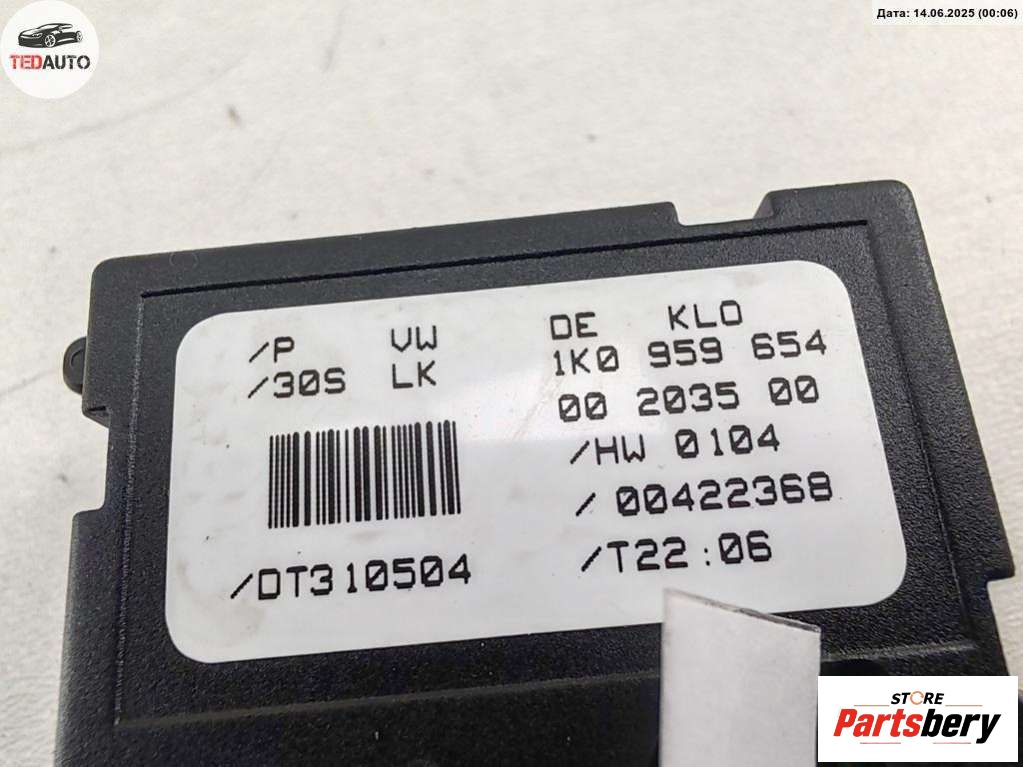 TEDAUTO
Дата: 14.06.2025 (00:06)
/P VW DE KLO
/30S LK 1K0 959 654
00 2035 00
/HW 0104
/ 00422368
/DT310504 /T22:06
STORE
Partsbery